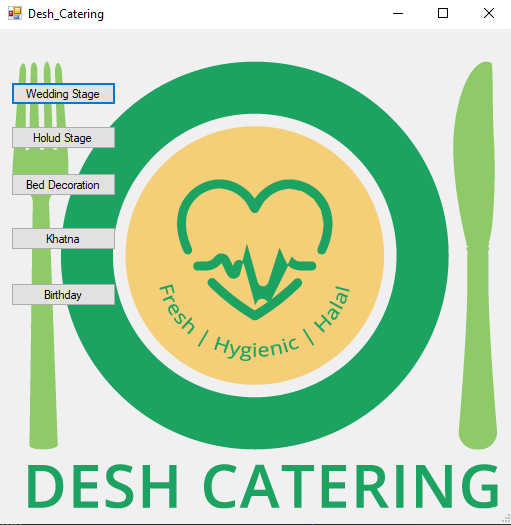 Desh_Catering
Wedding Stage
Holud Stage
Bed Decoration
Khatna
Birthday
Fresh | Hygienic | Halal
DESH CATERING